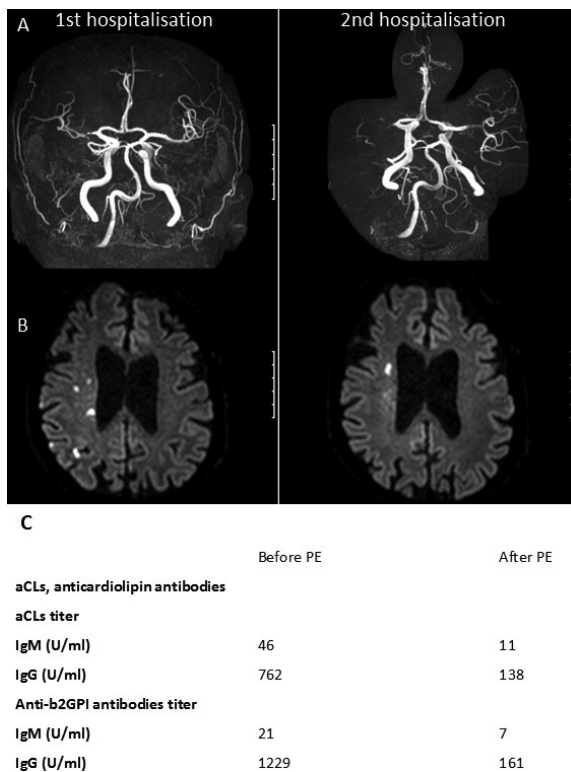 A
1st hospitalisation
2nd hospitalisation
B
C
Before PE After PE
aCLs, anticardiolipin antibodies
aCLs titer
IgM (U/ml) 46 11
IgG (U/ml) 762 138
Anti-b2GPI antibodies titer
IgM (U/ml) 21 7
IgG (U/ml) 1229 161